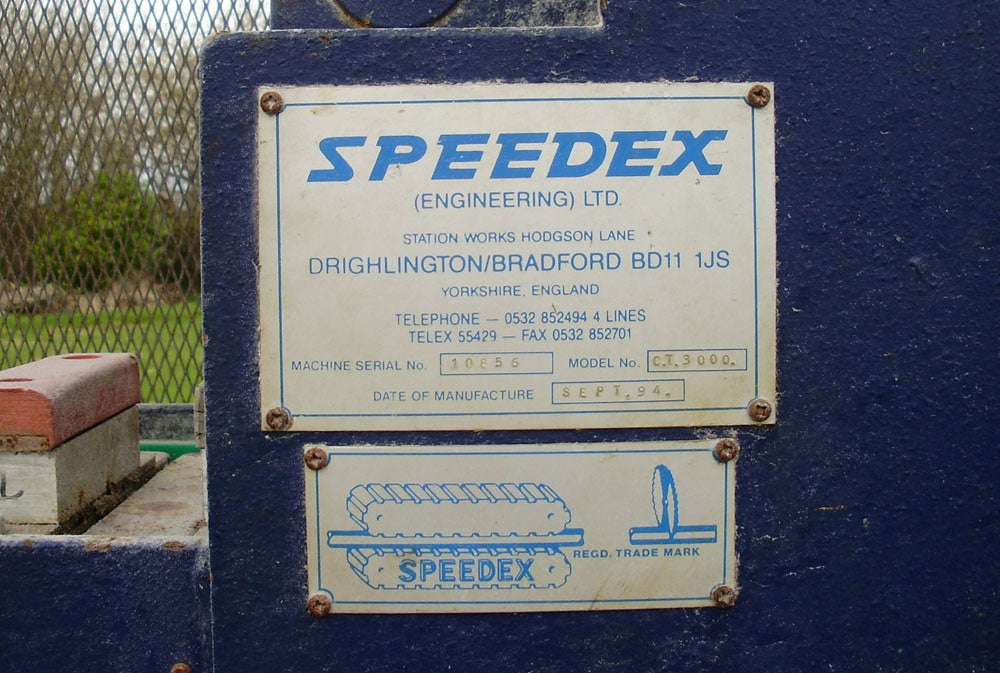 SPEEDEX
(ENGINEERING) LTD.
STATION WORKS HODGSON LANE
DRIGHLINGTON/BRADFORD BD11 1JS
YORKSHIRE, ENGLAND
TELEPHONE — 0532 852494 4 LINES
TELEX 55429 — FAX 0532 852701
MACHINE SERIAL No. 10856 MODEL No. C.T.3000.
DATE OF MANUFACTURE SEPT.94.
REGD. TRADE MARK
SPEEDEX